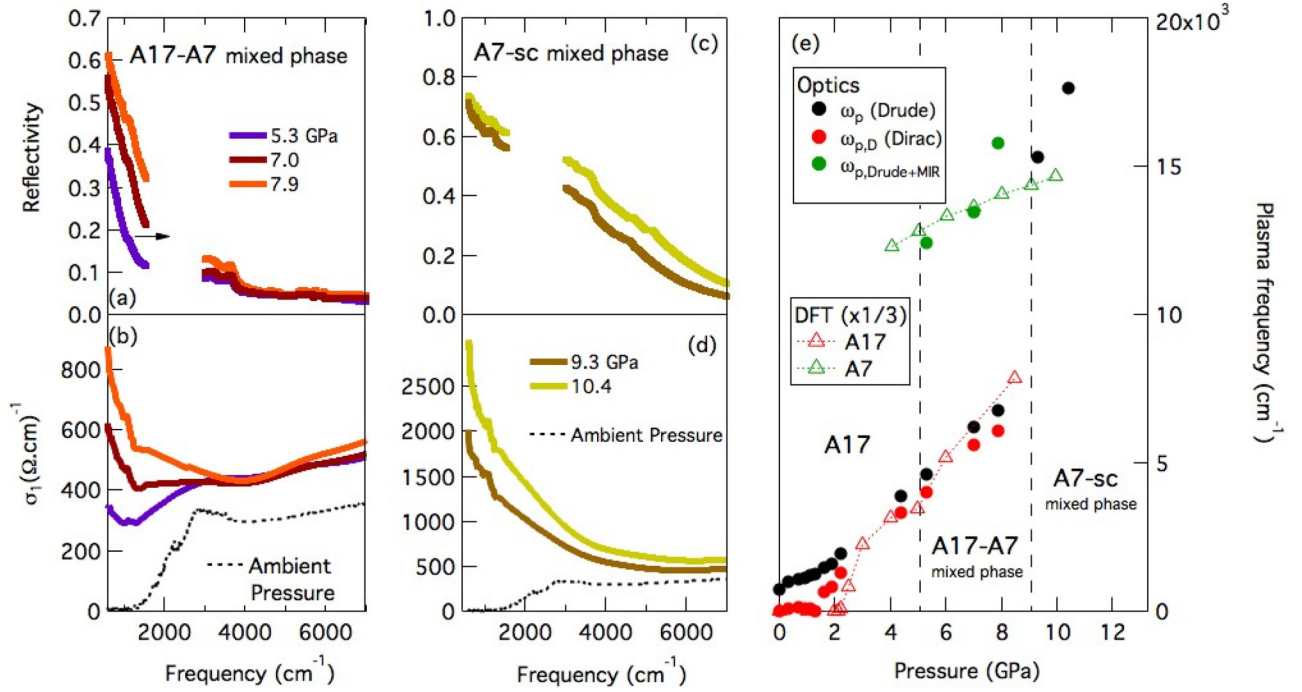 A17-A7 mixed phase
5.3 GPa
7.0
7.9
(a)
Reflectivity
0.7
0.6
0.5
0.4
0.3
0.2
0.1
0.0
(b)
σ₁(Ω.cm)⁻¹
800
600
400
200
0
Ambient
Pressure
2000
4000
6000
Frequency (cm⁻¹)
A7-sc mixed phase
(c)
1.0
0.8
0.6
0.4
0.2
0.0
(d)
9.3 GPa
10.4
Ambient Pressure
2500
2000
1500
1000
500
0
2000
4000
6000
Frequency (cm⁻¹)
(e)
Optics
ωₚ (Drude)
ωₚ,D (Dirac)
ωₚ,Drude+MIR
DFT (x1/3)
A17
A7
A17
A17-A7
mixed phase
A7-sc
mixed phase
20x10³
15
10
5
0
Plasma frequency (cm⁻¹)
0
2
4
6
8
10
12
Pressure (GPa)